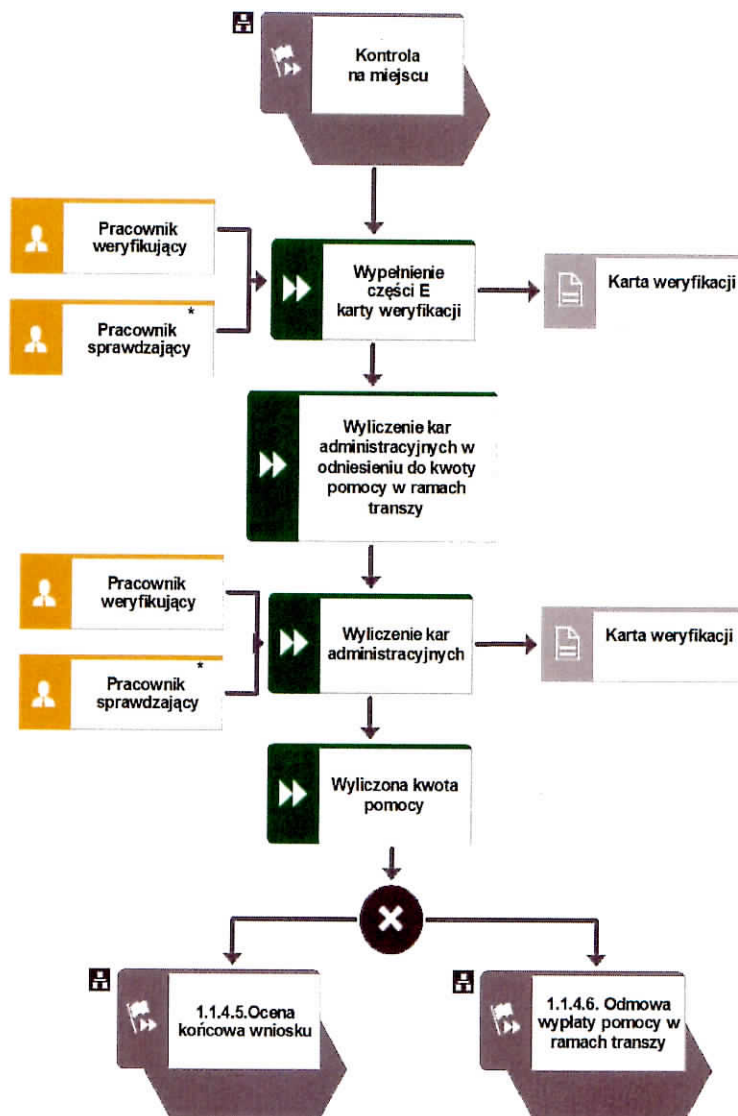 Kontrola
na miejscu
Pracownik
weryfikujący
Wypełnienie
części E
karty weryfikacji
Karta weryfikacji
*
Pracownik
sprawdzający
Wyliczenie kar
administracyjnych w
odniesieniu do kwoty
pomocy w ramach
transzy
Pracownik
weryfikujący
Wyliczenie kar
administracyjnych
Karta weryfikacji
*
Pracownik
sprawdzający
Wyliczona kwota
pomocy
1.1.4.5.Ocena
końcowa wniosku
1.1.4.6. Odmowa
wypłaty pomocy w
ramach transzy